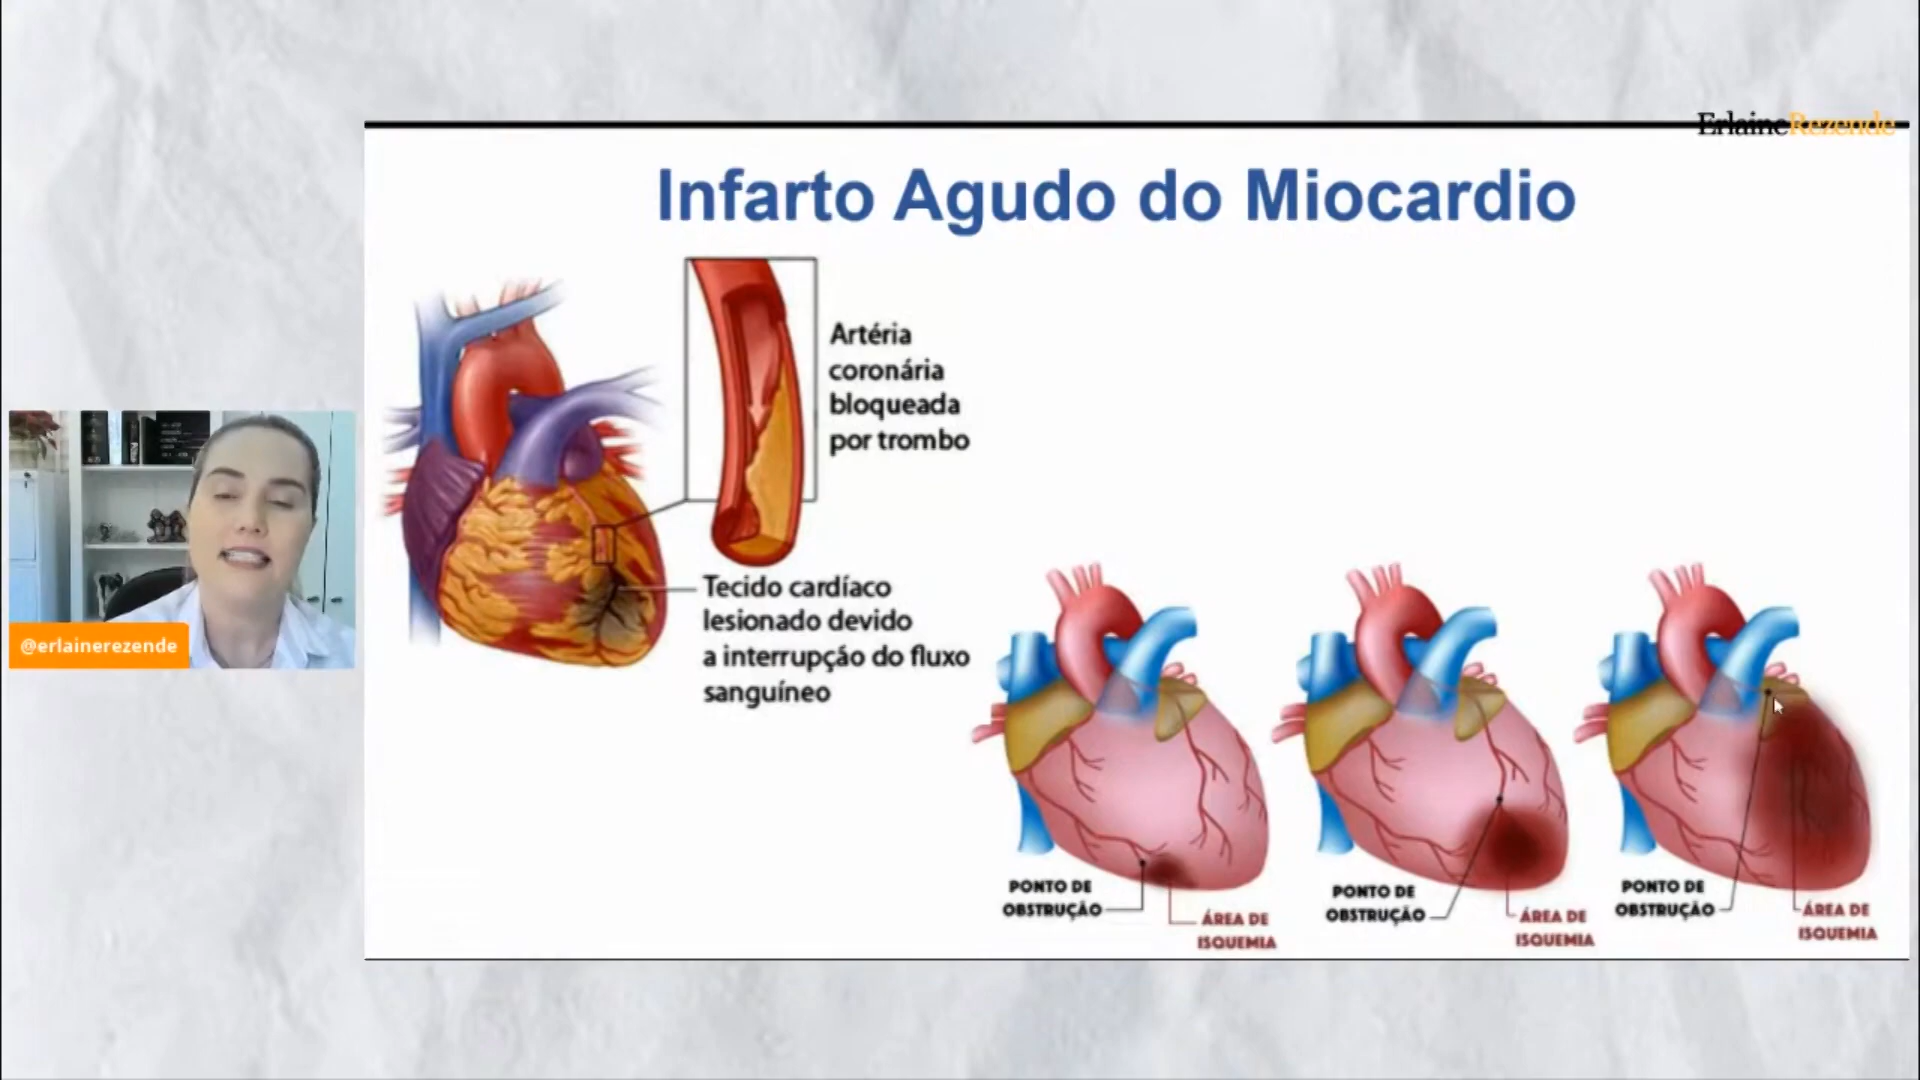 ErlaineRezende
Infarto Agudo do Miocardio
Artéria
coronária
bloqueada
por trombo
Tecido cardíaco
lesionado devido
a interrupção do fluxo
sanguíneo
@erlainerezende
PONTO DE
OBSTRUÇÃO
ÁREA DE
ISQUEMIA
PONTO DE
OBSTRUÇÃO
ÁREA DE
ISQUEMIA
PONTO DE
OBSTRUÇÃO
ÁREA DE
ISQUEMIA